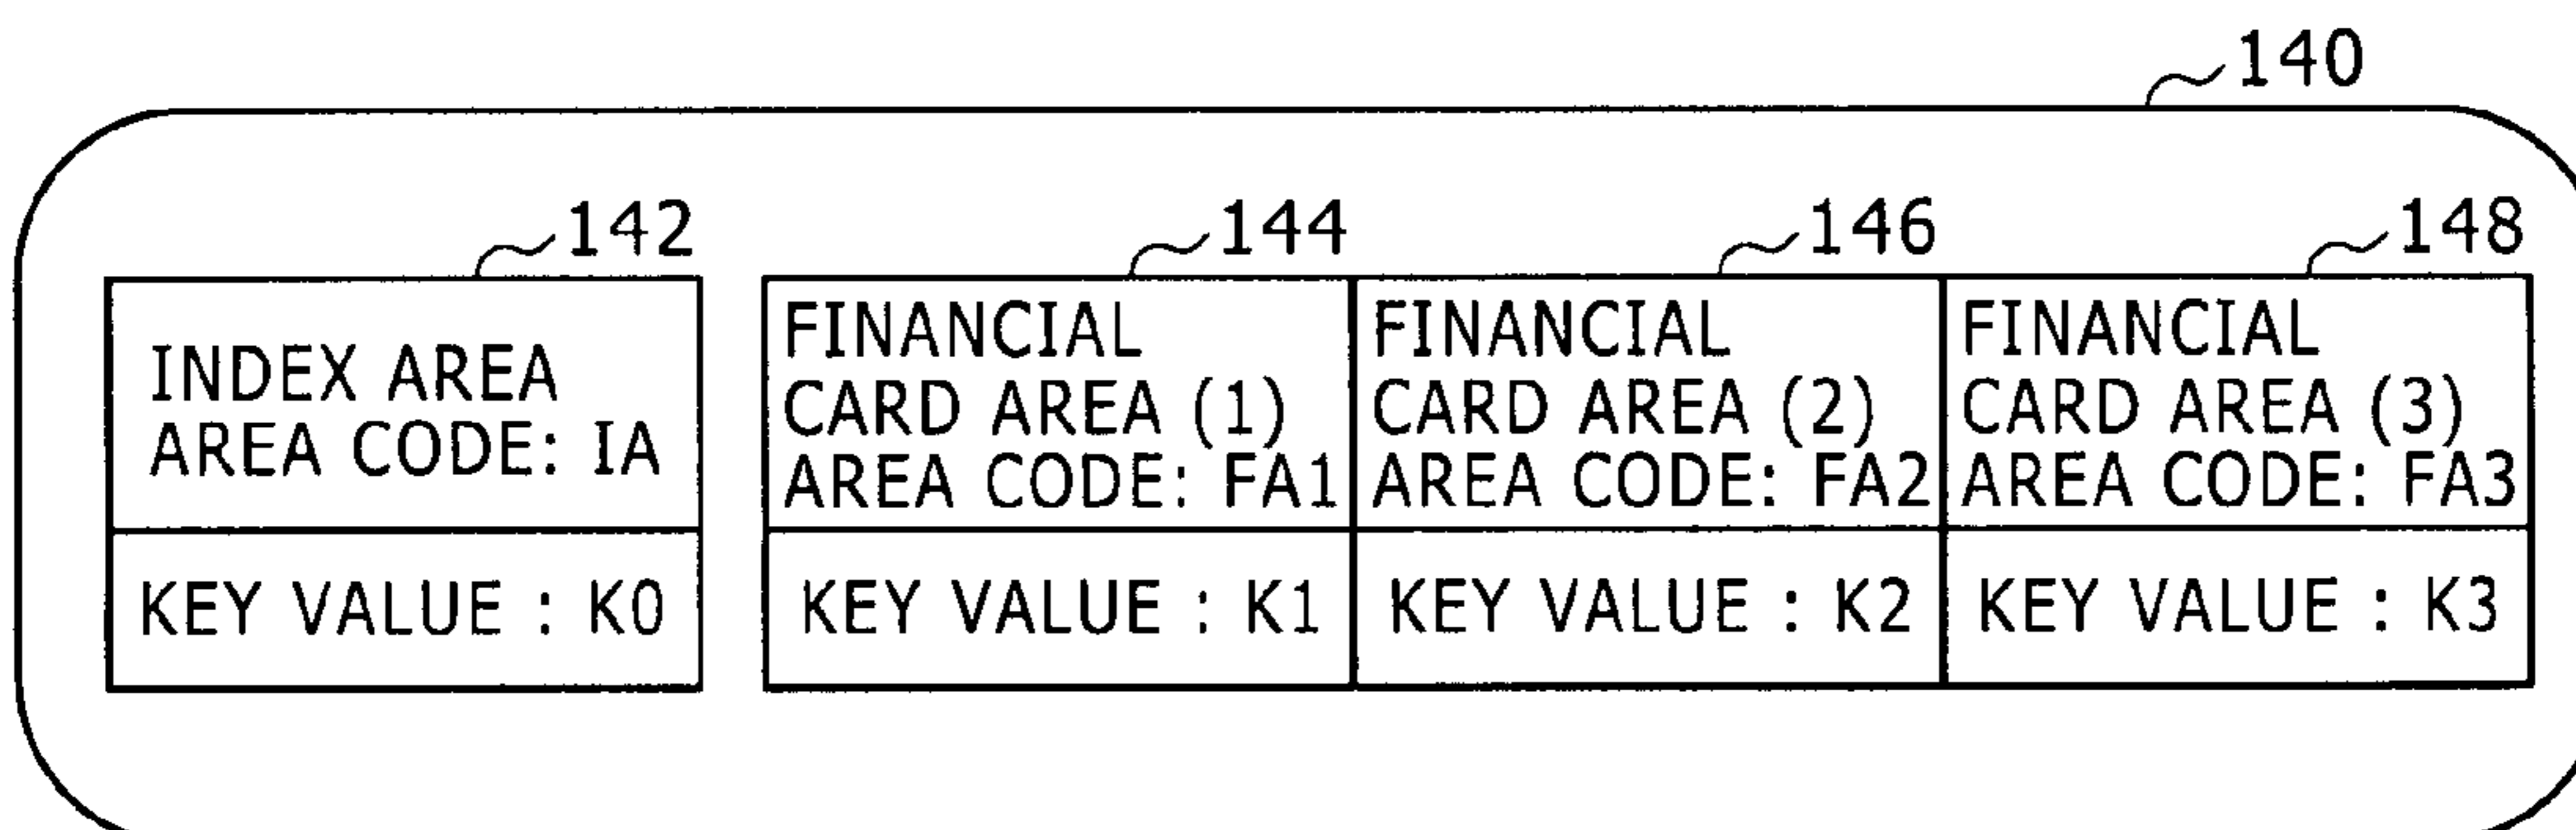 140
142
144
146
148
INDEX AREA
AREA CODE: IA
KEY VALUE : K0
FINANCIAL
CARD AREA (1)
AREA CODE: FA1
KEY VALUE : K1
FINANCIAL
CARD AREA (2)
AREA CODE: FA2
KEY VALUE : K2
FINANCIAL
CARD AREA (3)
AREA CODE: FA3
KEY VALUE : K3